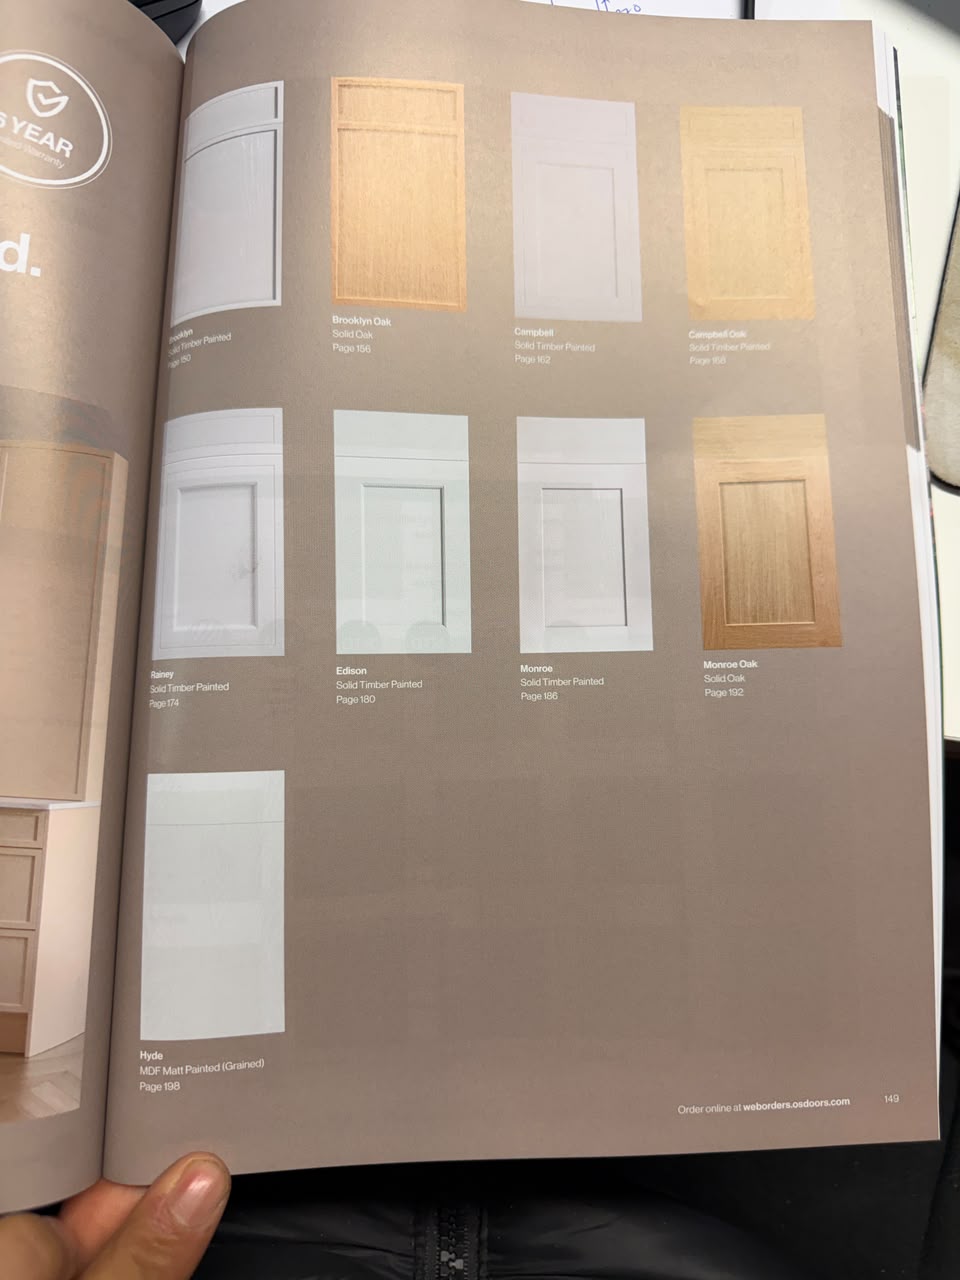 YEAR
d.
Brooklyn
Solid Timber Painted
Page 150
Brooklyn Oak
Solid Oak
Page 156
Campbell
Solid Timber Painted
Page 162
Campbell Oak
Solid Timber Painted
Page 168
Rainey
Solid Timber Painted
Page 174
Edison
Solid Timber Painted
Page 180
Monroe
Solid Timber Painted
Page 186
Monroe Oak
Solid Oak
Page 192
Hyde
MDF Matt Painted (Grained)
Page 198
Order online at weborders.osdoors.com
149